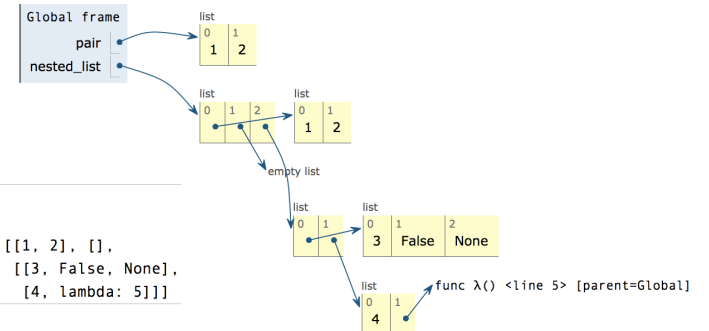 Global frame
pair
nested_list
list
0 1
1 2
list
0 1 2
list
0 1
1 2
empty list
list
0 1
list
0 1 2
3 False None
list
0 1
4
func λ() <line 5> [parent=Global]
[[1, 2], [],
[[3, False, None],
[4, lambda: 5]]]